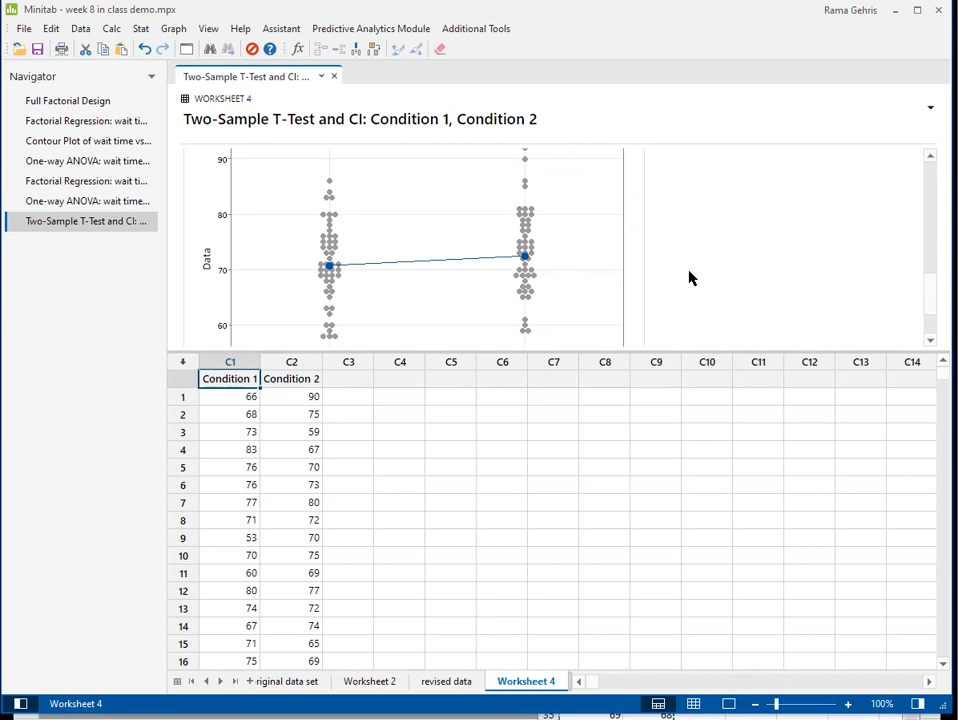 Minitab - week 8 in class demo.mpx
Rama Gehris
File Edit Data Calc Stat Graph View Help Assistant Predictive Analytics Module Additional Tools
Navigator
Two-Sample T-Test and CI: ...
Full Factorial Design
Factorial Regression: wait ti...
Contour Plot of wait time vs...
One-way ANOVA: wait time...
Factorial Regression: wait ti...
One-way ANOVA: wait time...
Two-Sample T-Test and CI: ...
WORKSHEET 4
Two-Sample T-Test and CI: Condition 1, Condition 2
90
80
70
60
Data
C1 C2 C3 C4 C5 C6 C7 C8 C9 C10 C11 C12 C13 C14
Condition 1 Condition 2
1 66 90
2 68 75
3 73 59
4 83 67
5 76 70
6 76 73
7 77 80
8 71 72
9 53 70
10 70 75
11 60 69
12 80 77
13 74 72
14 67 74
15 71 65
16 75 69
riginal data set Worksheet 2 revised data Worksheet 4
Worksheet 4
100%
69 68